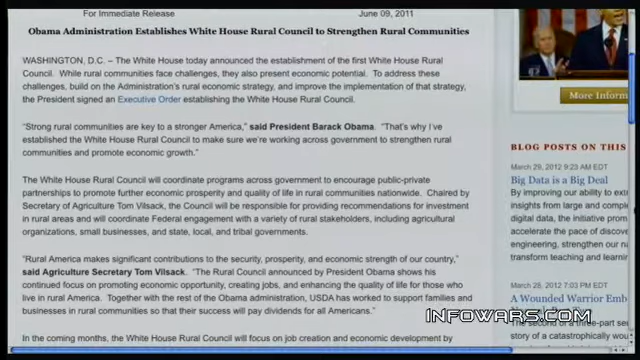 For Immediate Release
June 09, 2011
Obama Administration Establishes White House Rural Council to Strengthen Rural Communities
WASHINGTON, D.C. – The White House today announced the establishment of the first White House Rural
Council. While rural communities face challenges, they also present economic potential. To address these
challenges, build on the Administration's rural economic strategy, and improve the implementation of that strategy,
the President signed an Executive Order establishing the White House Rural Council.
"Strong rural communities are key to a stronger America," said President Barack Obama. "That's why I've
established the White House Rural Council to make sure we're working across government to strengthen rural
communities and promote economic growth."
The White House Rural Council will coordinate programs across government to encourage public-private
partnerships to promote further economic prosperity and quality of life in rural communities nationwide. Chaired by
Secretary of Agriculture Tom Vilsack, the Council will be responsible for providing recommendations for investment
in rural areas and will coordinate Federal engagement with a variety of rural stakeholders, including agricultural
organizations, small businesses, and state, local, and tribal governments.
"Rural America makes significant contributions to the security, prosperity, and economic strength of our country,"
said Agriculture Secretary Tom Vilsack. "The Rural Council announced by President Obama shows his
continued focus on promoting economic opportunity, creating jobs, and enhancing the quality of life for those who
live in rural America. Together with the rest of the Obama administration, USDA has worked to support families and
businesses in rural communities so that their success will pay dividends for all Americans."
In the coming months, the White House Rural Council will focus on job creation and economic development by
More Inform
BLOG POSTS ON THIS
March 29, 2012 9:23 AM EDT
Big Data is a Big Deal
By improving our ability to ext
insights from large and comple
digital data, the initiative prom
accelerate the pace of discove
engineering, strengthen our na
transform teaching and learnin
March 28, 2012 7:03 PM EDT
A Wounded Warrior Emb
INFOWARS.COM
The second of a three-part ser
story of a catastrophically wou